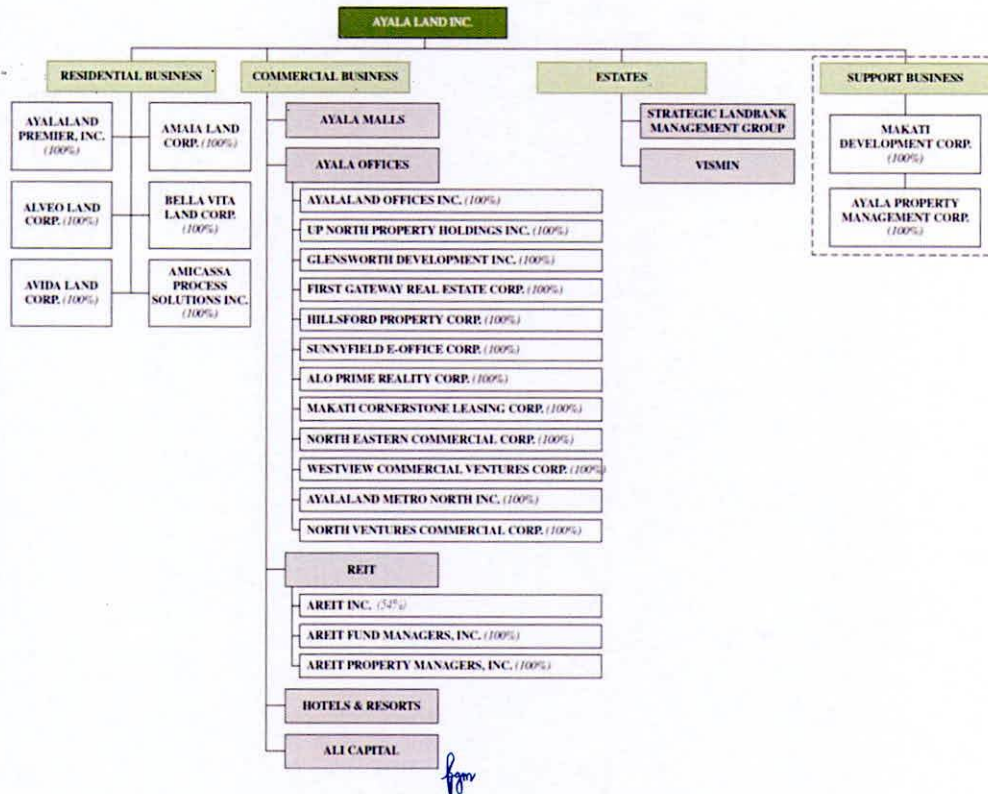 AYALA LAND INC.
RESIDENTIAL BUSINESS
AYALALAND
PREMIER, INC.
(100%)
AMAIA LAND
CORP. (100%)
ALVEO LAND
CORP. (100%)
BELLA VITA
LAND CORP.
(100%)
AVIDA LAND
CORP. (100%)
AMICASSA
PROCESS
SOLUTIONS INC.
(100%)
COMMERCIAL BUSINESS
AYALA MALLS
AYALA OFFICES
AYALALAND OFFICES INC. (100%)
UP NORTH PROPERTY HOLDINGS INC. (100%)
GLENSWORTH DEVELOPMENT INC. (100%)
FIRST GATEWAY REAL ESTATE CORP. (100%)
HILLSFORD PROPERTY CORP. (100%)
SUNNYFIELD E-OFFICE CORP. (100%)
ALO PRIME REALITY CORP. (100%)
MAKATI CORNERSTONE LEASING CORP. (100%)
NORTH EASTERN COMMERCIAL CORP. (100%)
WESTVIEW COMMERCIAL VENTURES CORP. (100%)
AYALALAND METRO NORTH INC. (100%)
NORTH VENTURES COMMERCIAL CORP. (100%)
REIT
AREIT INC. (54%)
AREIT FUND MANAGERS, INC. (100%)
AREIT PROPERTY MANAGERS, INC. (100%)
HOTELS & RESORTS
ALI CAPITAL
ESTATES
STRATEGIC LANDBANK
MANAGEMENT GROUP
VISMIN
SUPPORT BUSINESS
MAKATI
DEVELOPMENT CORP.
(100%)
AYALA PROPERTY
MANAGEMENT CORP.
(100%)